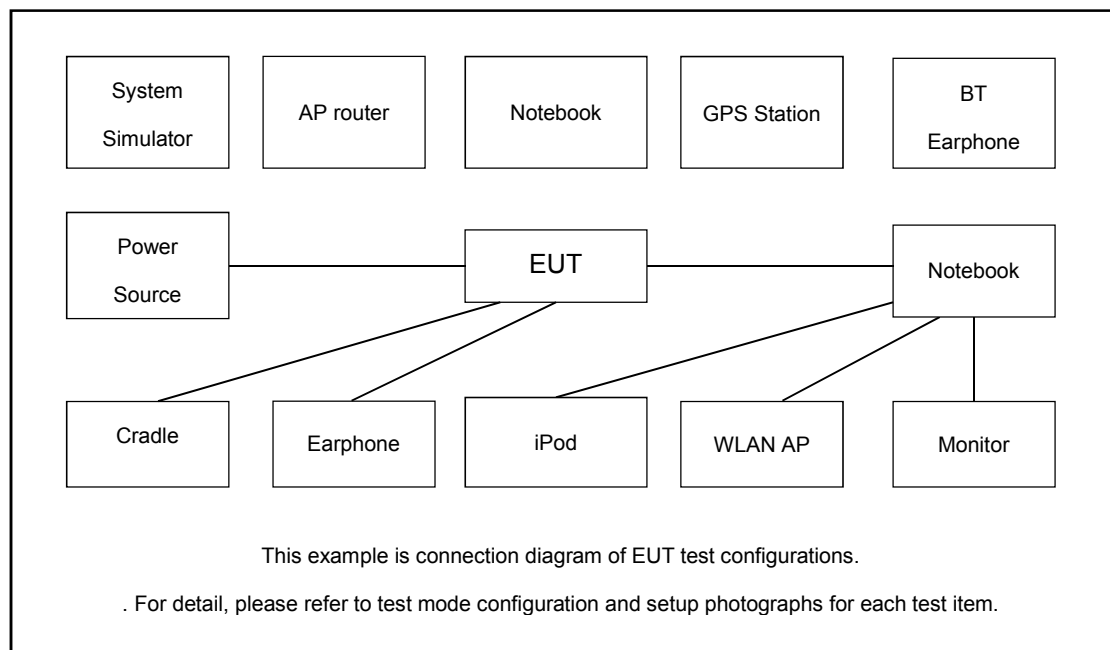 System
Simulator
AP router
Notebook
GPS Station
BT
Earphone
Power
Source
EUT
Notebook
Cradle
Earphone
iPod
WLAN AP
Monitor
This example is connection diagram of EUT test configurations.
. For detail, please refer to test mode configuration and setup photographs for each test item.